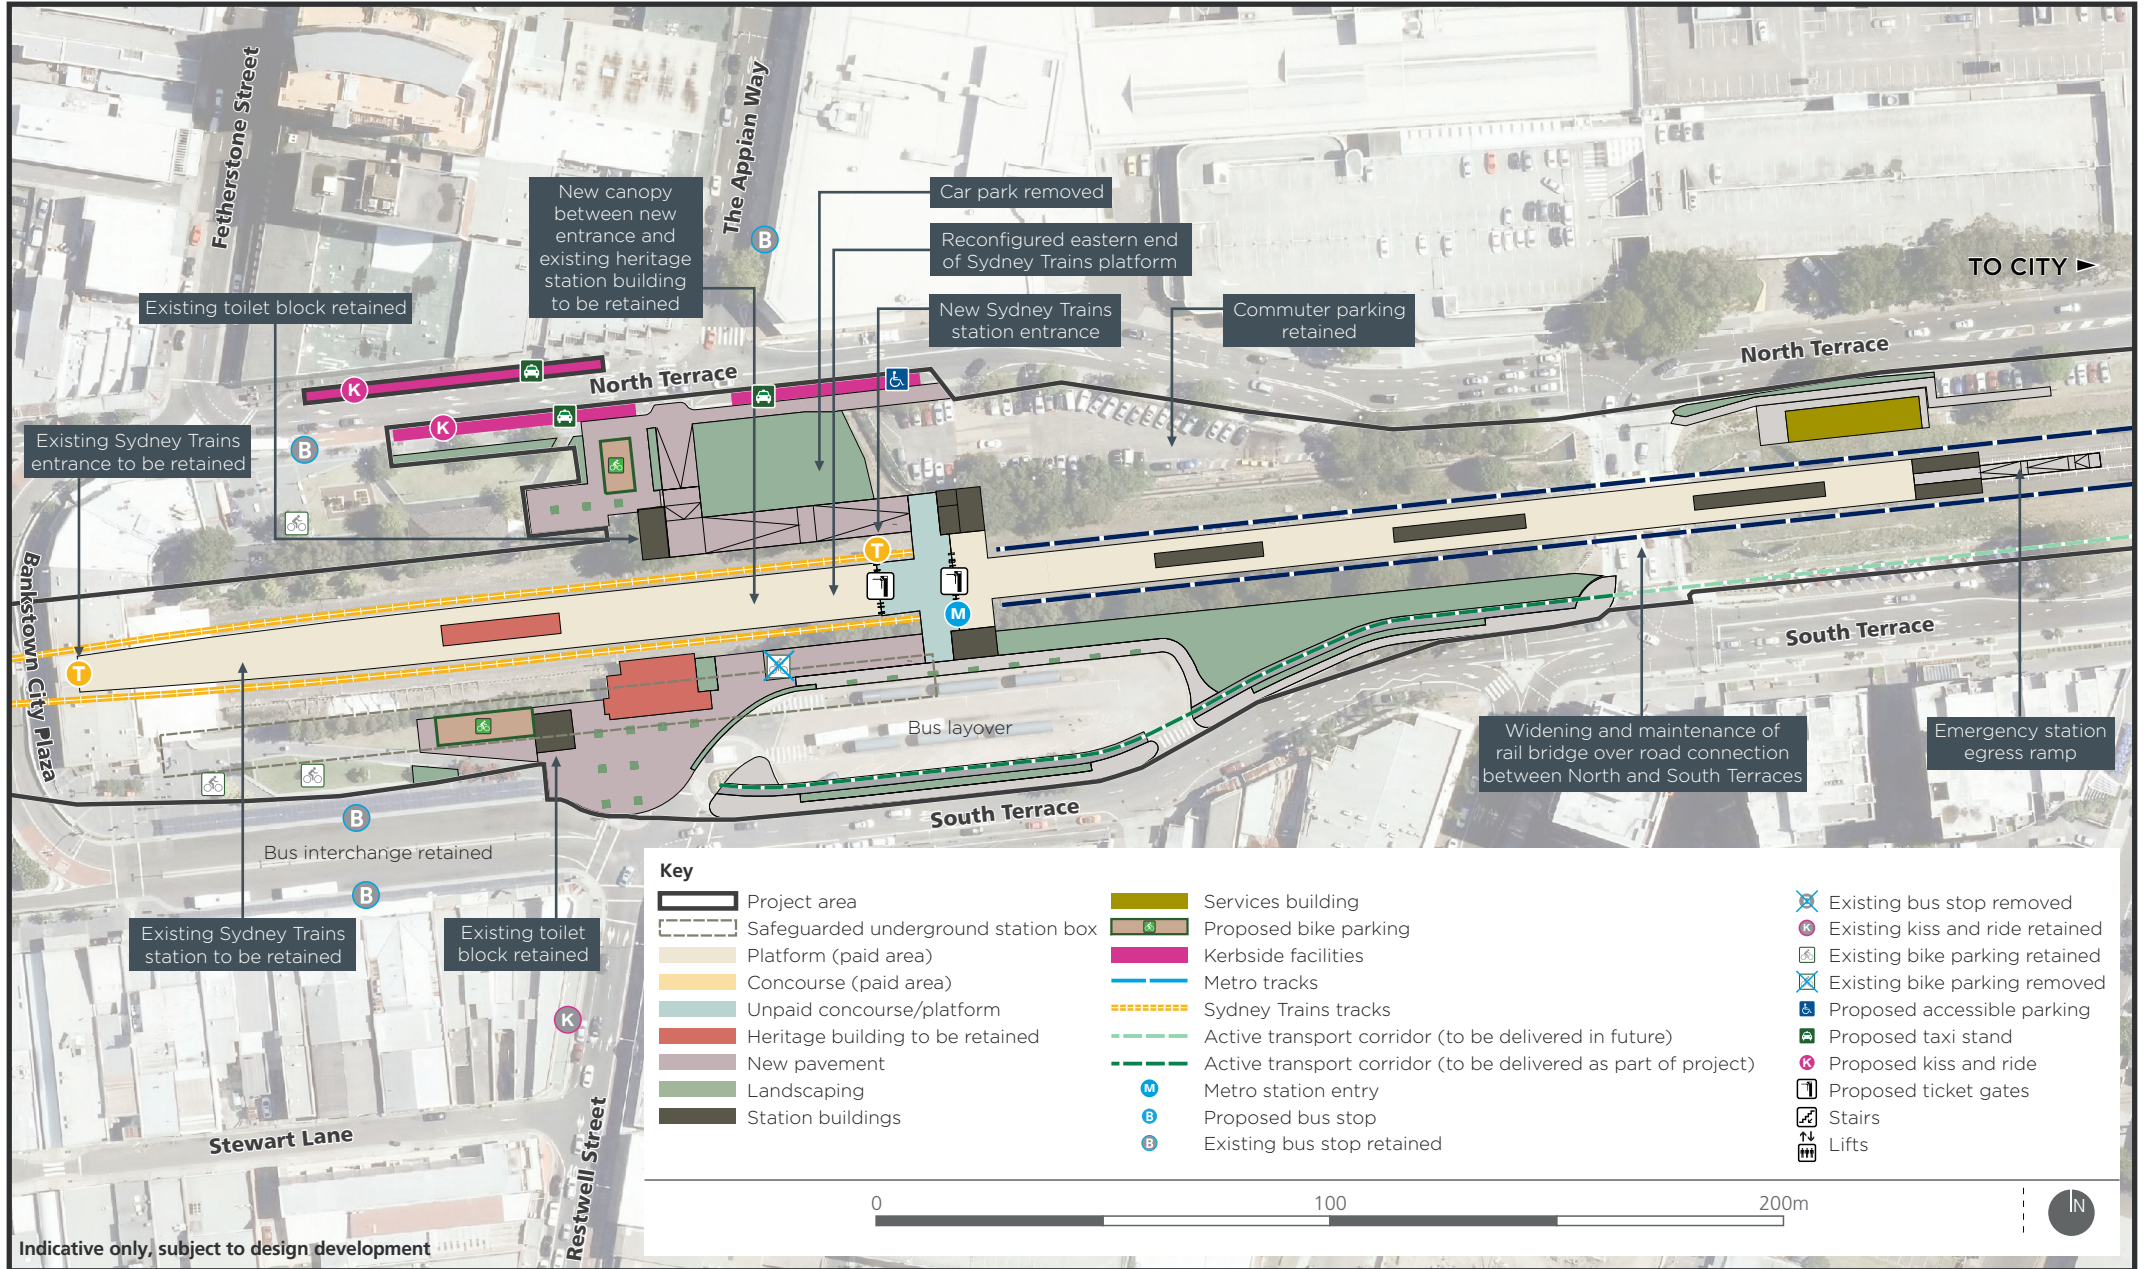 Fetherstone Street
The Appian Way
New canopy
between new
entrance and
existing heritage
station building
to be retained
Car park removed
Reconfigured eastern end
of Sydney Trains platform
TO CITY
Existing toilet block retained
New Sydney Trains
station entrance
Commuter parking
retained
North Terrace
North Terrace
K
K
B
B
Existing Sydney Trains
entrance to be retained
T
T
M
Bankstown City Plaza
South Terrace
Bus layover
Widening and maintenance of
rail bridge over road connection
between North and South Terraces
Emergency station
egress ramp
South Terrace
B
Bus interchange retained
B
Existing Sydney Trains
station to be retained
Existing toilet
block retained
K
Stewart Lane
Restwell Street
Indicative only, subject to design development
Key
Project area
Safeguarded underground station box
Platform (paid area)
Concourse (paid area)
Unpaid concourse/platform
Heritage building to be retained
New pavement
Landscaping
Station buildings
Services building
Proposed bike parking
Kerbside facilities
Metro tracks
Sydney Trains tracks
Active transport corridor (to be delivered in future)
Active transport corridor (to be delivered as part of project)
M Metro station entry
B Proposed bus stop
B Existing bus stop retained
Existing bus stop removed
K Existing kiss and ride retained
Existing bike parking retained
Existing bike parking removed
Proposed accessible parking
Proposed taxi stand
K Proposed kiss and ride
Proposed ticket gates
Stairs
Lifts
0 100 200m
N